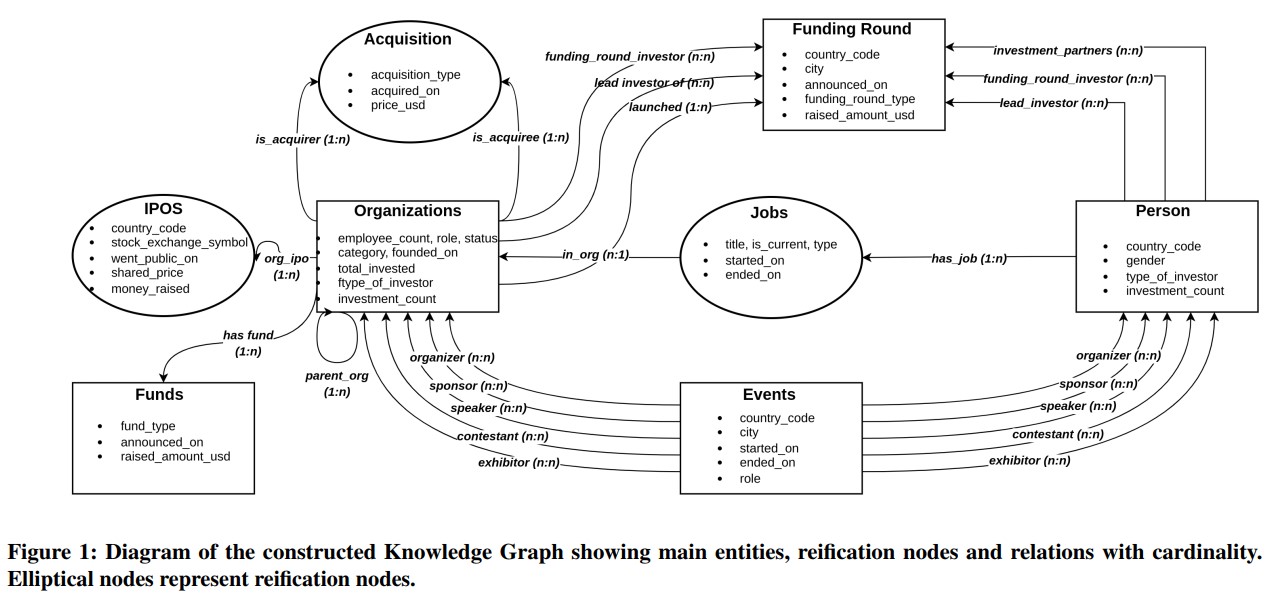 Acquisition
acquisition_type
acquired_on
price_usd
is_acquirer (1:n)
is_acquiree (1:n)
funding_round_investor (n:n)
lead investor of (n:n)
launched (1:n)
Funding Round
country_code
city
announced_on
funding_round_type
raised_amount_usd
investment_partners (n:n)
funding_round_investor (n:n)
lead_investor (n:n)
IPOS
country_code
stock_exchange_symbol
went_public_on
shared_price
money_raised
org_ipo
(1:n)
Organizations
employee_count, role, status
category, founded_on
total_invested
ftype_of_investor
investment_count
in_org (n:1)
Jobs
title, is_current, type
started_on
ended_on
has_job (1:n)
Person
country_code
gender
type_of_investor
investment_count
has fund
(1:n)
parent_org
(1:n)
Funds
fund_type
announced_on
raised_amount_usd
organizer (n:n)
sponsor (n:n)
speaker (n:n)
contestant (n:n)
exhibitor (n:n)
Events
country_code
city
started_on
ended_on
role
organizer (n:n)
sponsor (n:n)
speaker (n:n)
contestant (n:n)
exhibitor (n:n)
Figure 1: Diagram of the constructed Knowledge Graph showing main entities, reification nodes and relations with cardinality.
Elliptical nodes represent reification nodes.